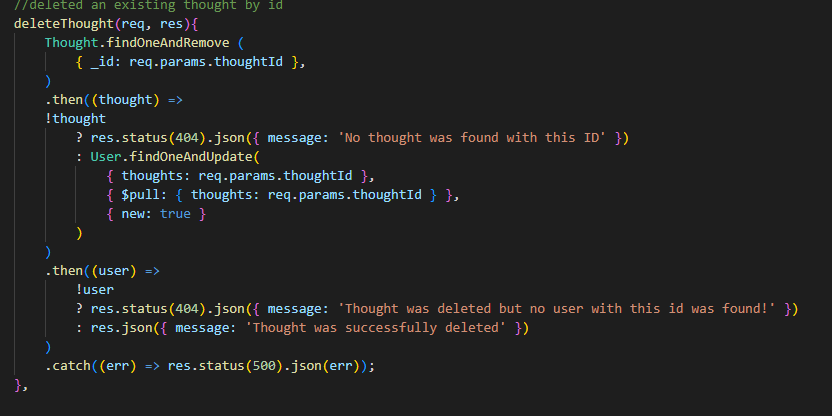 //deleted an existing thought by id
deleteThought(req, res){
    Thought.findOneAndRemove (
        { _id: req.params.thoughtId },
    )
    .then((thought) =>
    !thought
        ? res.status(404).json({ message: 'No thought was found with this ID' })
        : User.findOneAndUpdate(
            { thoughts: req.params.thoughtId },
            { $pull: { thoughts: req.params.thoughtId } },
            { new: true }
        )
    )
    .then((user) =>
        !user
        ? res.status(404).json({ message: 'Thought was deleted but no user with this id was found!' })
        : res.json({ message: 'Thought was successfully deleted' })
    )
    .catch((err) => res.status(500).json(err));
},